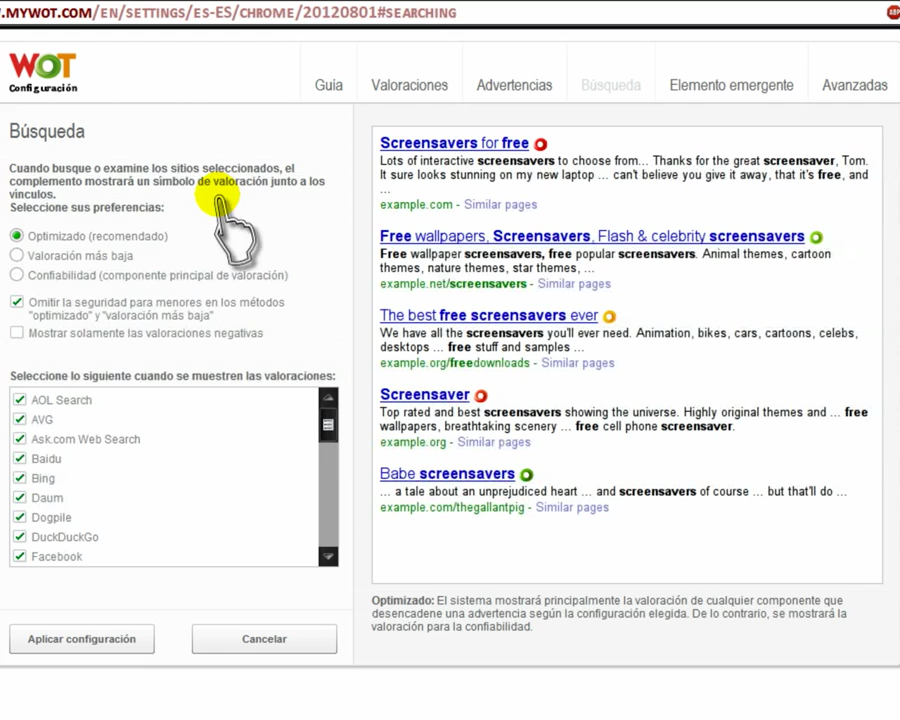 .MYWOT.COM/EN/SETTINGS/ES-ES/CHROME/20120801#SEARCHING
ABP
WOT
Configuración
Guía
Valoraciones
Advertencias
Búsqueda
Elemento emergente
Avanzadas
Búsqueda
Cuando busque o examine los sitios seleccionados, el
complemento mostrará un símbolo de valoración junto a los
vínculos.
Seleccione sus preferencias:
Optimizado (recomendado)
Valoración más baja
Confiabilidad (componente principal de valoración)
Omitir la seguridad para menores en los métodos
"optimizado" y "valoración más baja"
Mostrar solamente las valoraciones negativas
Seleccione lo siguiente cuando se muestren las valoraciones:
AOL Search
AVG
Ask.com Web Search
Baidu
Bing
Daum
Dogpile
DuckDuckGo
Facebook
Aplicar configuración
Cancelar
Screensavers for free
Lots of interactive screensavers to choose from... Thanks for the great screensaver, Tom.
It sure looks stunning on my new laptop ... can't believe you give it away, that it's free, and
...
example.com - Similar pages
Free wallpapers, Screensavers, Flash & celebrity screensavers
Free wallpaper screensavers, free popular screensavers. Animal themes, cartoon
themes, nature themes, star themes, ...
example.net/screensavers - Similar pages
The best free screensavers ever
We have all the screensavers you'll ever need. Animation, bikes, cars, cartoons, celebs,
desktops ... free stuff and samples ...
example.org/freedownloads - Similar pages
Screensaver
Top rated and best screensavers showing the universe. Highly original themes and ... free
wallpapers, breathtaking scenery ... free cell phone screensaver.
example.org - Similar pages
Babe screensavers
... a tale about an unprejudiced heart ... and screensavers of course ... but that'll do ...
example.com/thegallantpig - Similar pages
Optimizado: El sistema mostrará principalmente la valoración de cualquier componente que
desencadene una advertencia según la configuración elegida. De lo contrario, se mostrará la
valoración para la confiabilidad.